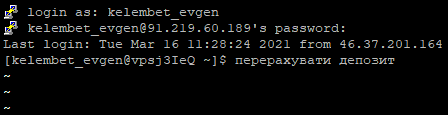 login as: kelembet_evgen
kelembet_evgen@91.219.60.189's password:
Last login: Tue Mar 16 11:28:24 2021 from 46.37.201.164
[kelembet_evgen@vpsj3IeQ ~]$ перерахувати депозит
~
~
~